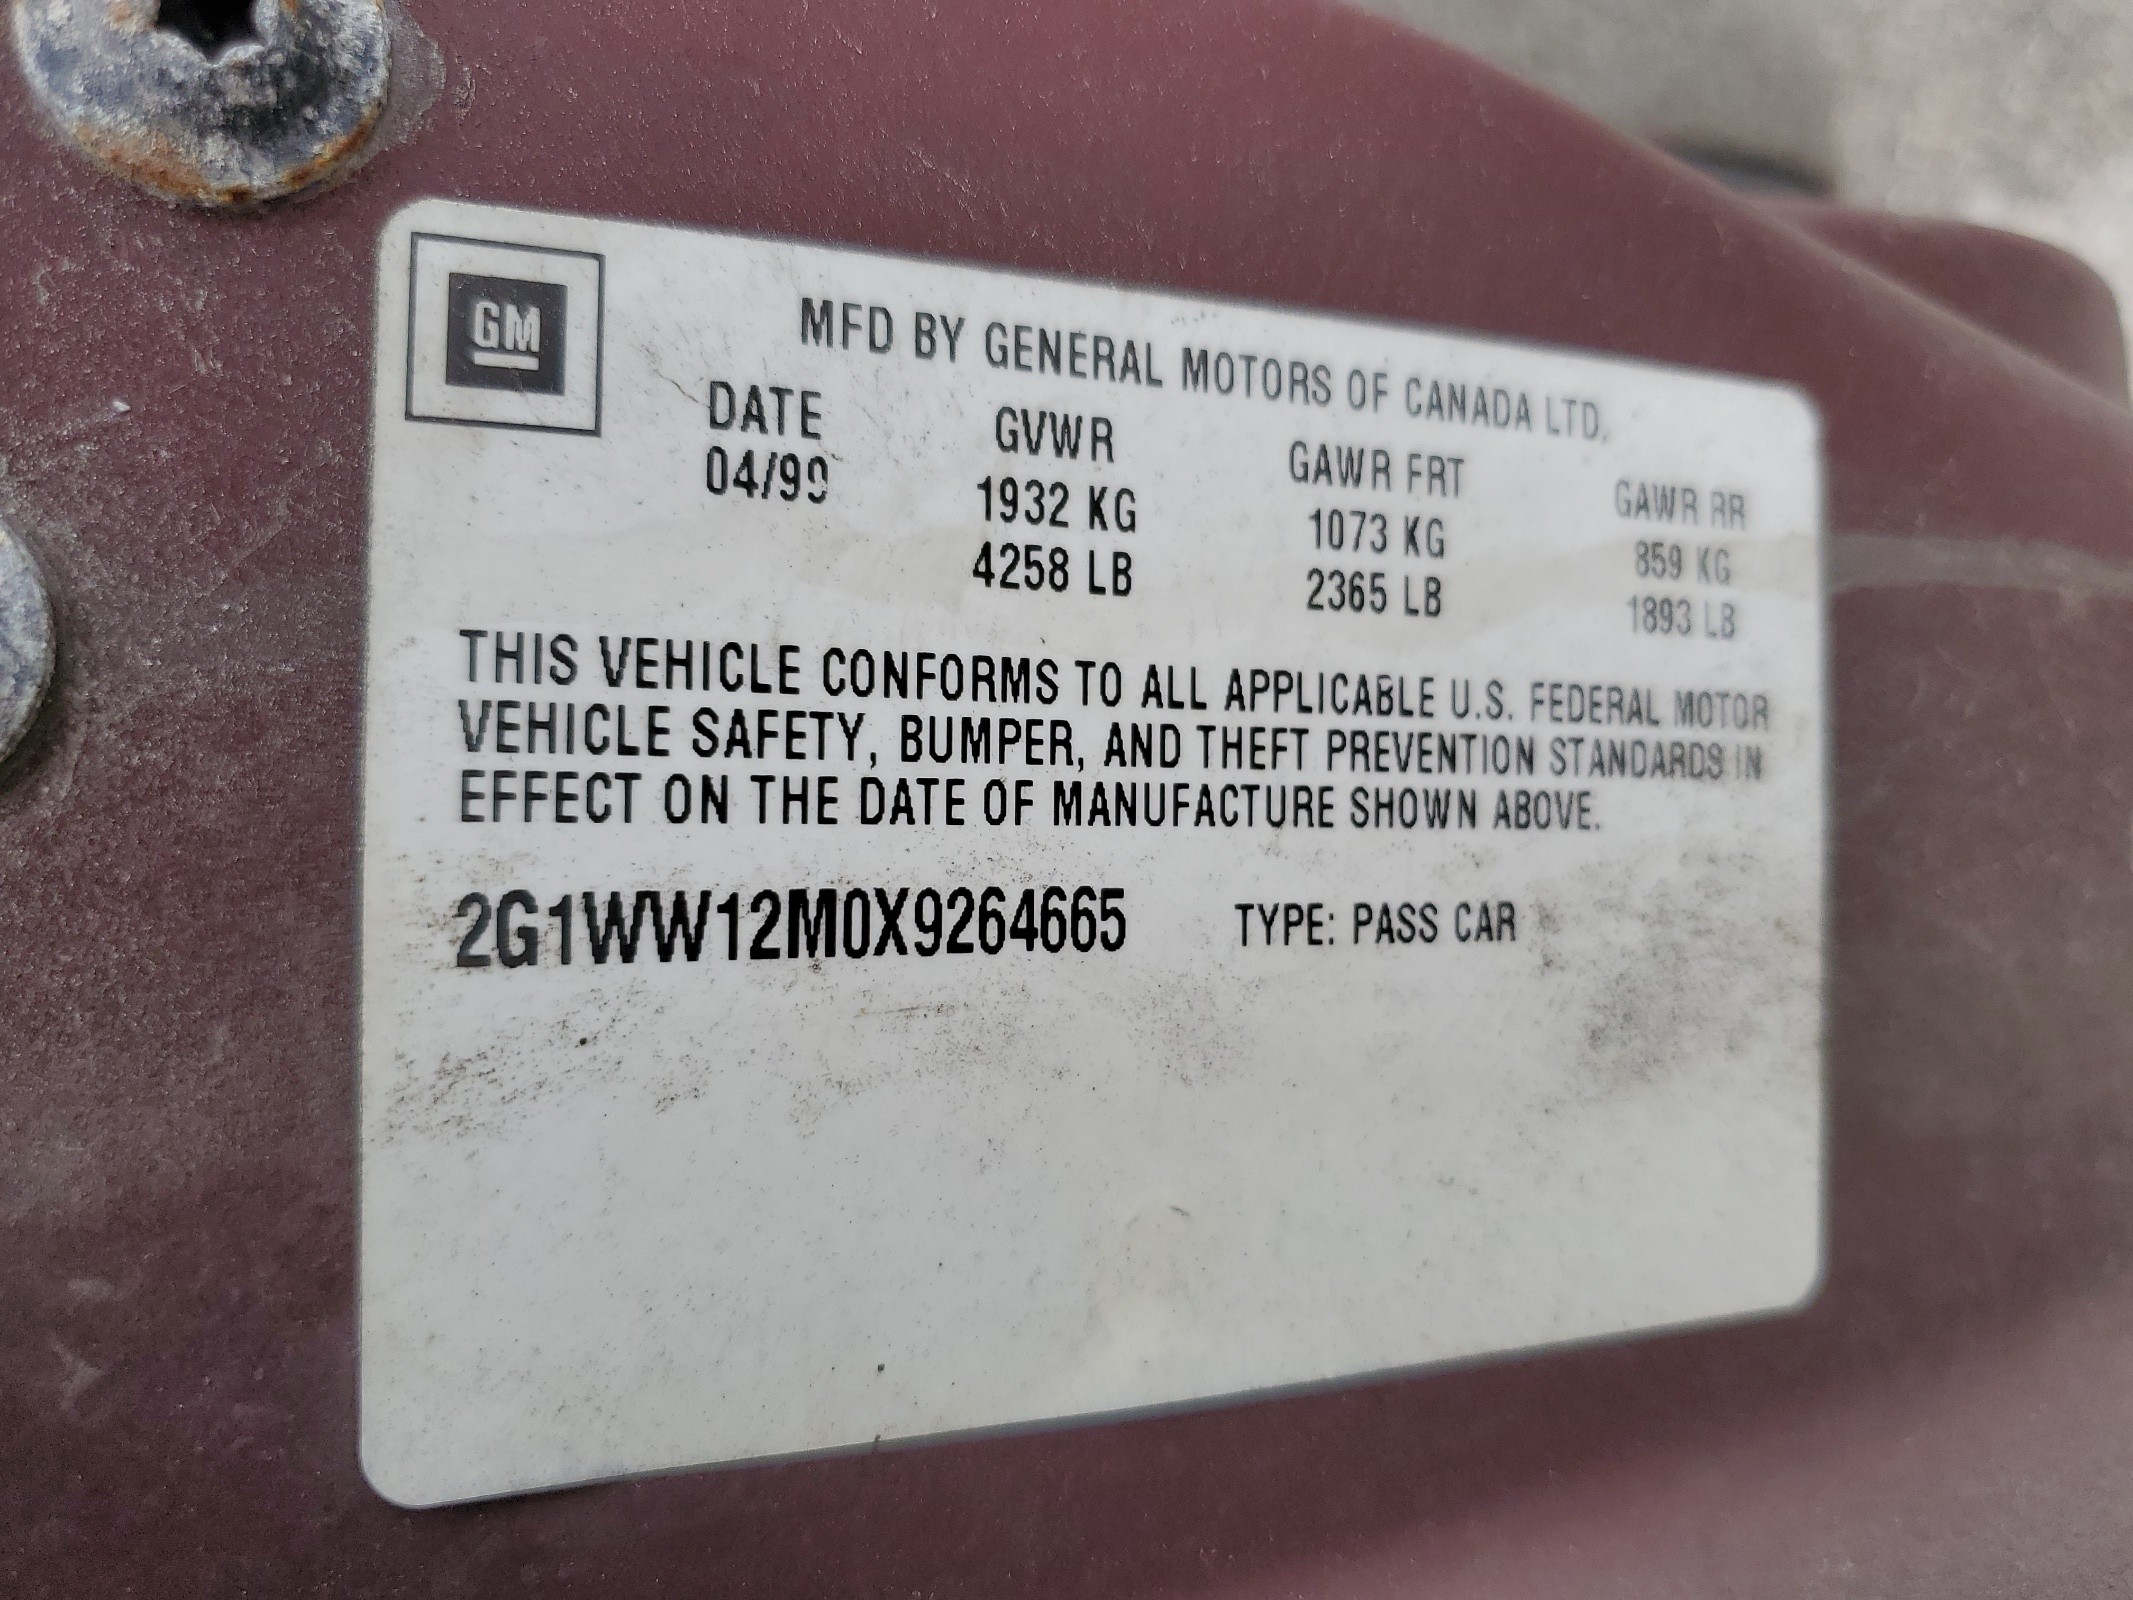 GM
MFD BY GENERAL MOTORS OF CANADA LTD.
DATE GVWR GAWR FRT GAWR RR
04/99 1932 KG 1073 KG 859 KG
4258 LB 2365 LB 1893 LB
THIS VEHICLE CONFORMS TO ALL APPLICABLE U.S. FEDERAL MOTOR
VEHICLE SAFETY, BUMPER, AND THEFT PREVENTION STANDARDS IN
EFFECT ON THE DATE OF MANUFACTURE SHOWN ABOVE.
2G1WW12M0X9264665 TYPE: PASS CAR